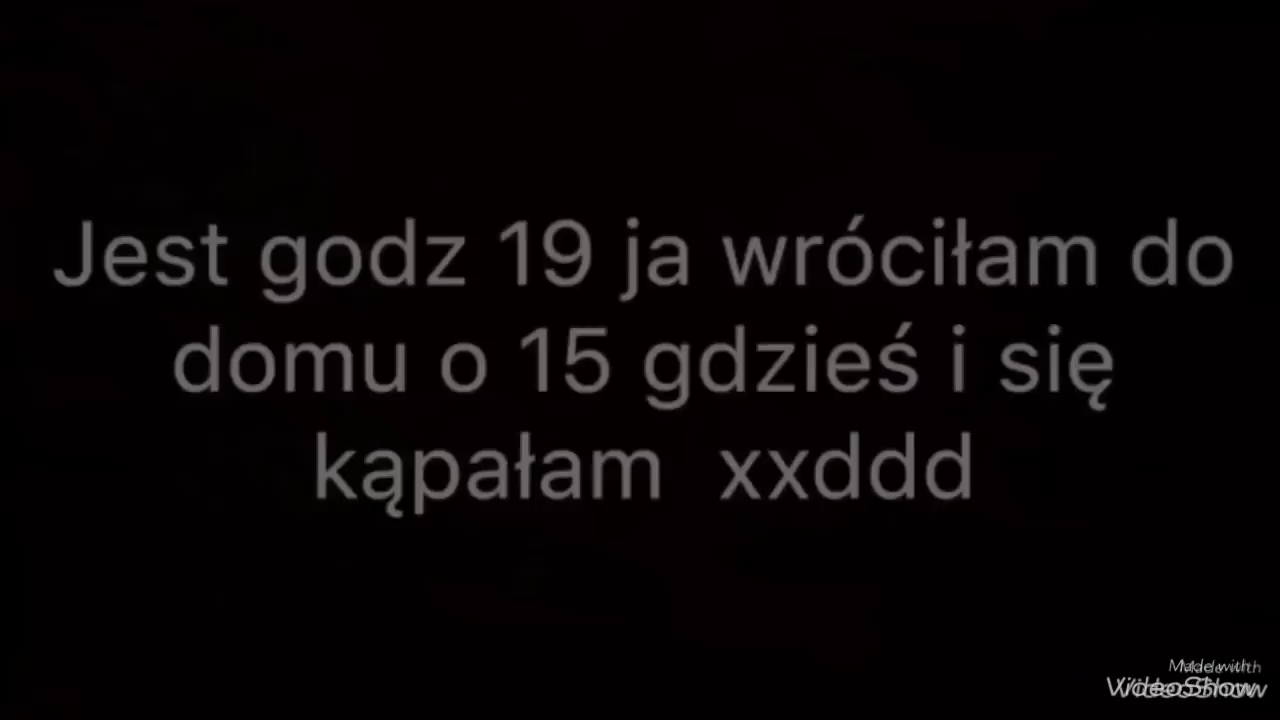 Jest godz 19 ja wróciłam do
domu o 15 gdzieś i się
kąpałam  xxddd
Made with
VideoShow